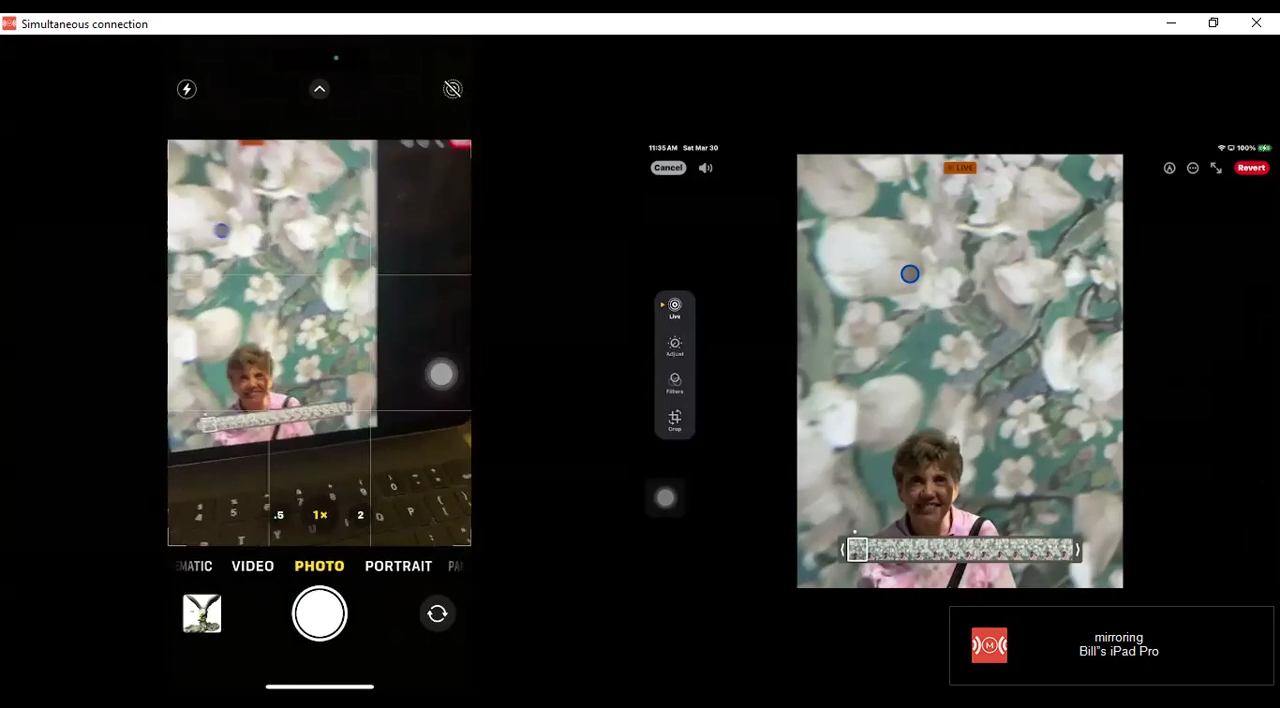 Simultaneous connection
11:35 AM Sat Mar 30
100%
Cancel
LIVE
Revert
Live
Adjust
Filters
Crop
.5 1× 2
VIDEO PHOTO PORTRAIT
mirroring
Bill"s iPad Pro